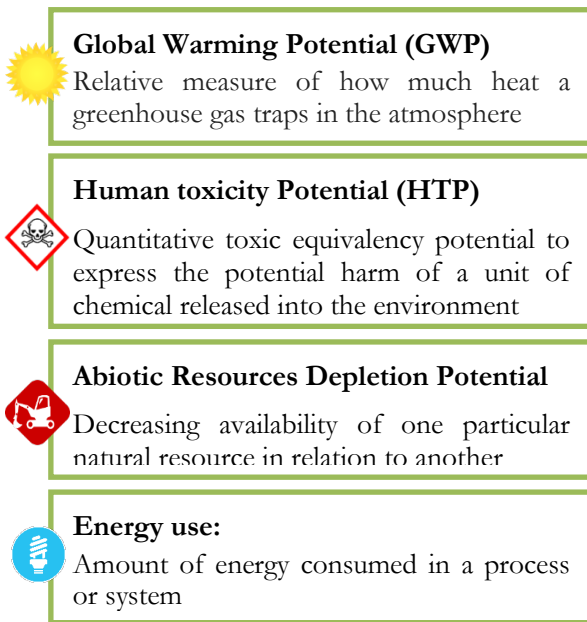 Global Warming Potential (GWP)
Relative measure of how much heat a
greenhouse gas traps in the atmosphere
Human toxicity Potential (HTP)
Quantitative toxic equivalency potential to
express the potential harm of a unit of
chemical released into the environment
Abiotic Resources Depletion Potential
Decreasing availability of one particular
natural resource in relation to another
Energy use:
Amount of energy consumed in a process
or system